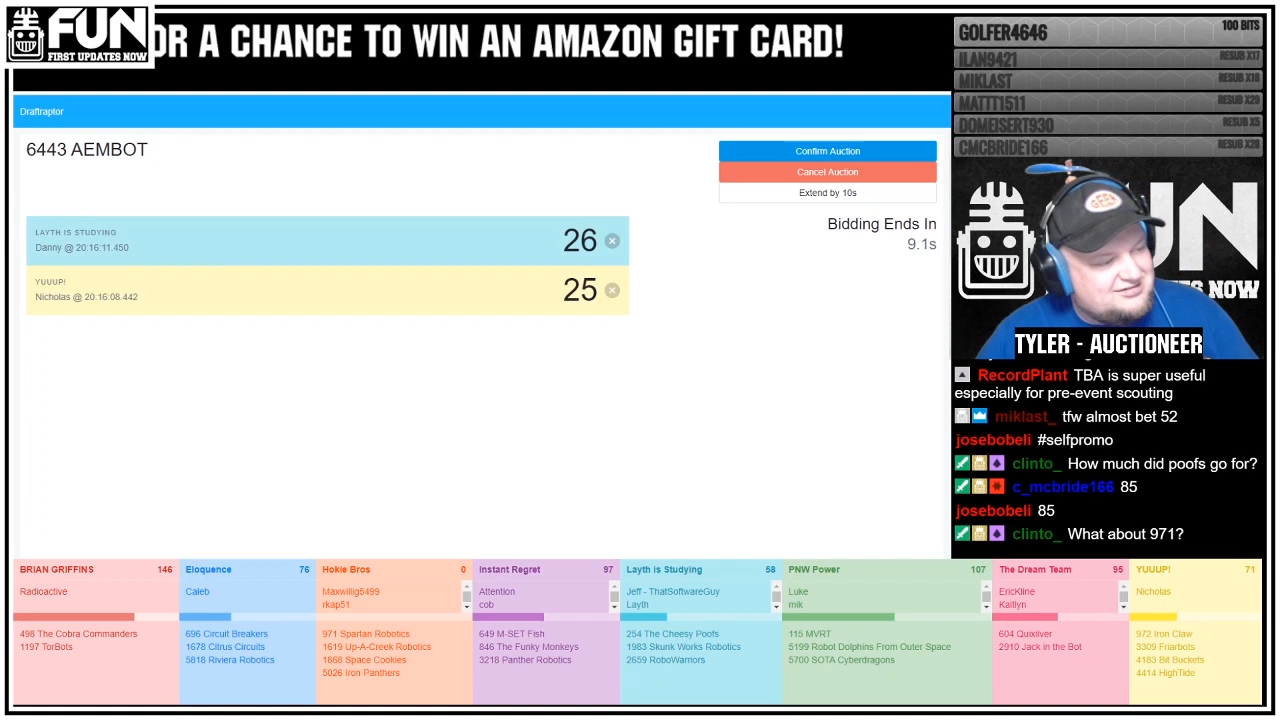 FUN
FIRST UPDATES NOW
OR A CHANCE TO WIN AN AMAZON GIFT CARD!
GOLFER4646 100 BITS
ILAN9421 RESUB X17
MIKLAST RESUB X18
MATTT1511 RESUB X29
DOMEISERT930 RESUB X5
CMCBRIDE166 RESUB X28
Draftraptor
6443 AEMBOT
Confirm Auction
Cancel Auction
Extend by 10s
LAYTH IS STUDYING
Danny @ 20:16:11.450
26
YUUUP!
Nicholas @ 20:16:08.442
25
Bidding Ends In
9.1s
GEEK
FUN
ES NOW
TYLER - AUCTIONEER
RecordPlant TBA is super useful
especially for pre-event scouting
miklast_ tfw almost bet 52
josebobeli #selfpromo
clinto_ How much did poofs go for?
c_mcbride166 85
josebobeli 85
clinto_ What about 971?
BRIAN GRIFFINS 146
Radioactive
498 The Cobra Commanders
1197 TorBots
Eloquence 76
Caleb
696 Circuit Breakers
1678 Citrus Circuits
5818 Riviera Robotics
Hokie Bros 0
Maxwillig5499
rkap51
971 Spartan Robotics
1619 Up-A-Creek Robotics
1868 Space Cookies
5026 Iron Panthers
Instant Regret 97
Attention
cob
649 M-SET Fish
846 The Funky Monkeys
3218 Panther Robotics
Layth is Studying 58
Jeff - ThatSoftwareGuy
Layth
254 The Cheesy Poofs
1983 Skunk Works Robotics
2659 RoboWarriors
PNW Power 107
Luke
mik
115 MVRT
5199 Robot Dolphins From Outer Space
5700 SOTA Cyberdragons
The Dream Team 95
EricKline
Kaitlyn
604 Quixilver
2910 Jack in the Bot
YUUUP! 71
Nicholas
972 Iron Claw
3309 Friarbots
4183 Bit Buckets
4414 HighTide